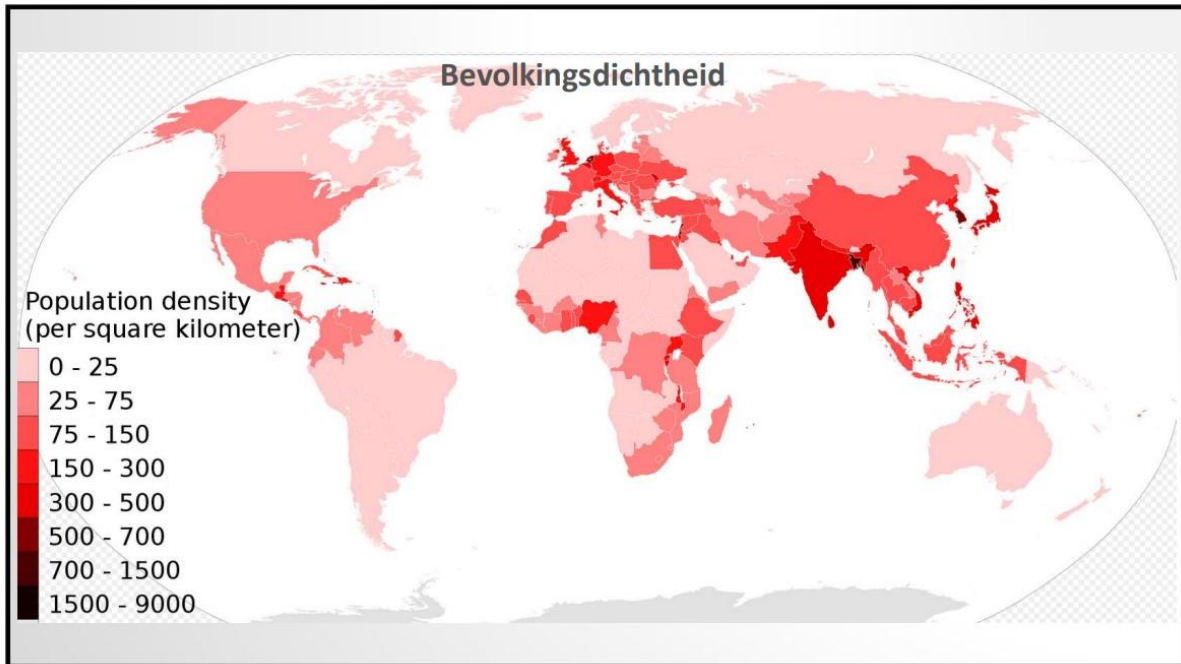 Bevolkingsdichtheid
Population density
(per square kilometer)
0 - 25
25 - 75
75 - 150
150 - 300
300 - 500
500 - 700
700 - 1500
1500 - 9000